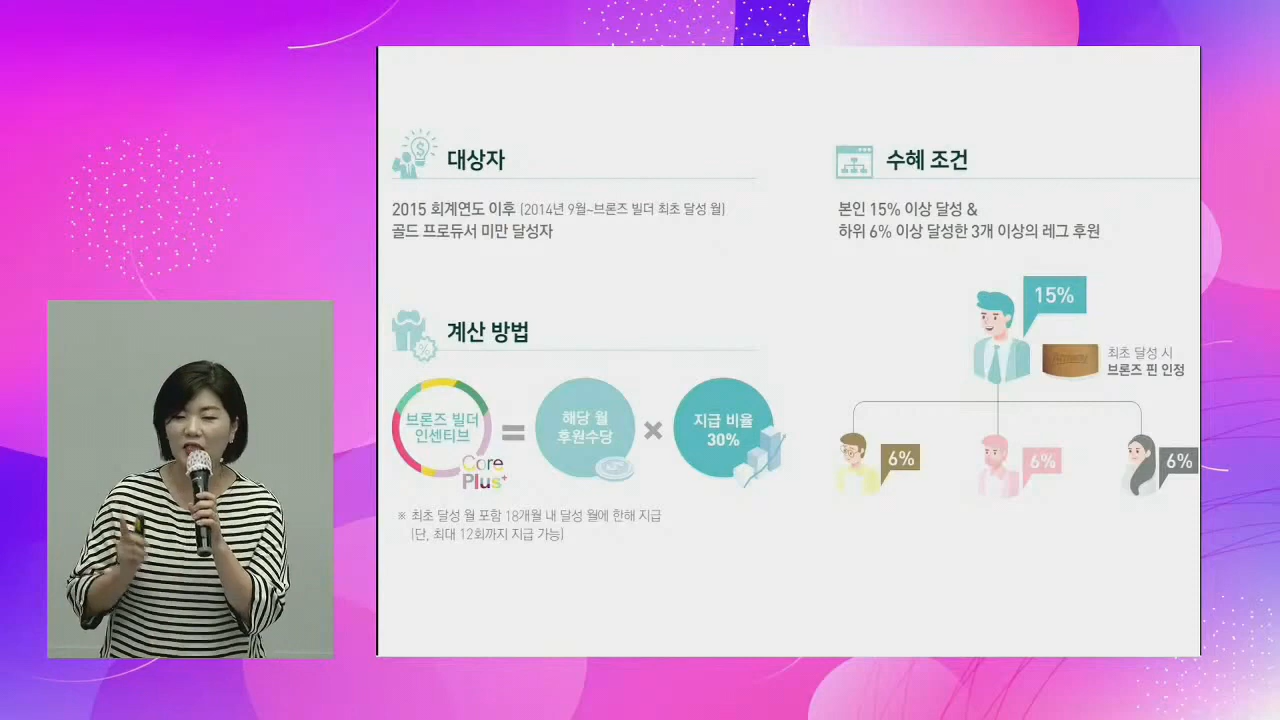 대상자
2015 회계연도 이후 (2014년 9월~브론즈 빌더 최초 달성 월)
골드 프로듀서 미만 달성자
수혜 조건
본인 15% 이상 달성 &
하위 6% 이상 달성한 3개 이상의 레그 후원
15%
Amway
최초 달성 시
브론즈 핀 인정
6%
6%
6%
계산 방법
브론즈 빌더
인센티브
Core
Plus+
=
해당 월
후원수당
×
지급 비율
30%
※ 최초 달성 월 포함 18개월 내 달성 월에 한해 지급
(단, 최대 12회까지 지급 가능)